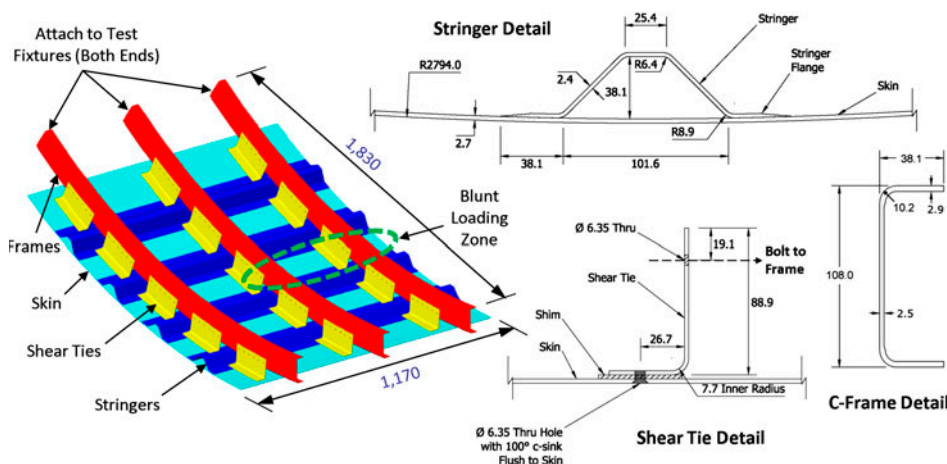 Attach to Test
Fixtures (Both Ends)
1,830
Blunt
Loading
Zone
Frames
Skin
Shear Ties
Stringers
1,170
Stringer Detail
25.4
Stringer
R2794.0
R6.4
Stringer
Flange
2.4
38.1
Skin
2.7
R8.9
38.1
101.6
Ø 6.35 Thru
19.1
Bolt to
Frame
Shear Tie
88.9
Shim
Skin
26.7
7.7 Inner Radius
Ø 6.35 Thru Hole
with 100° c-sink
Flush to Skin
Shear Tie Detail
38.1
10.2
2.9
108.0
2.5
C-Frame Detail